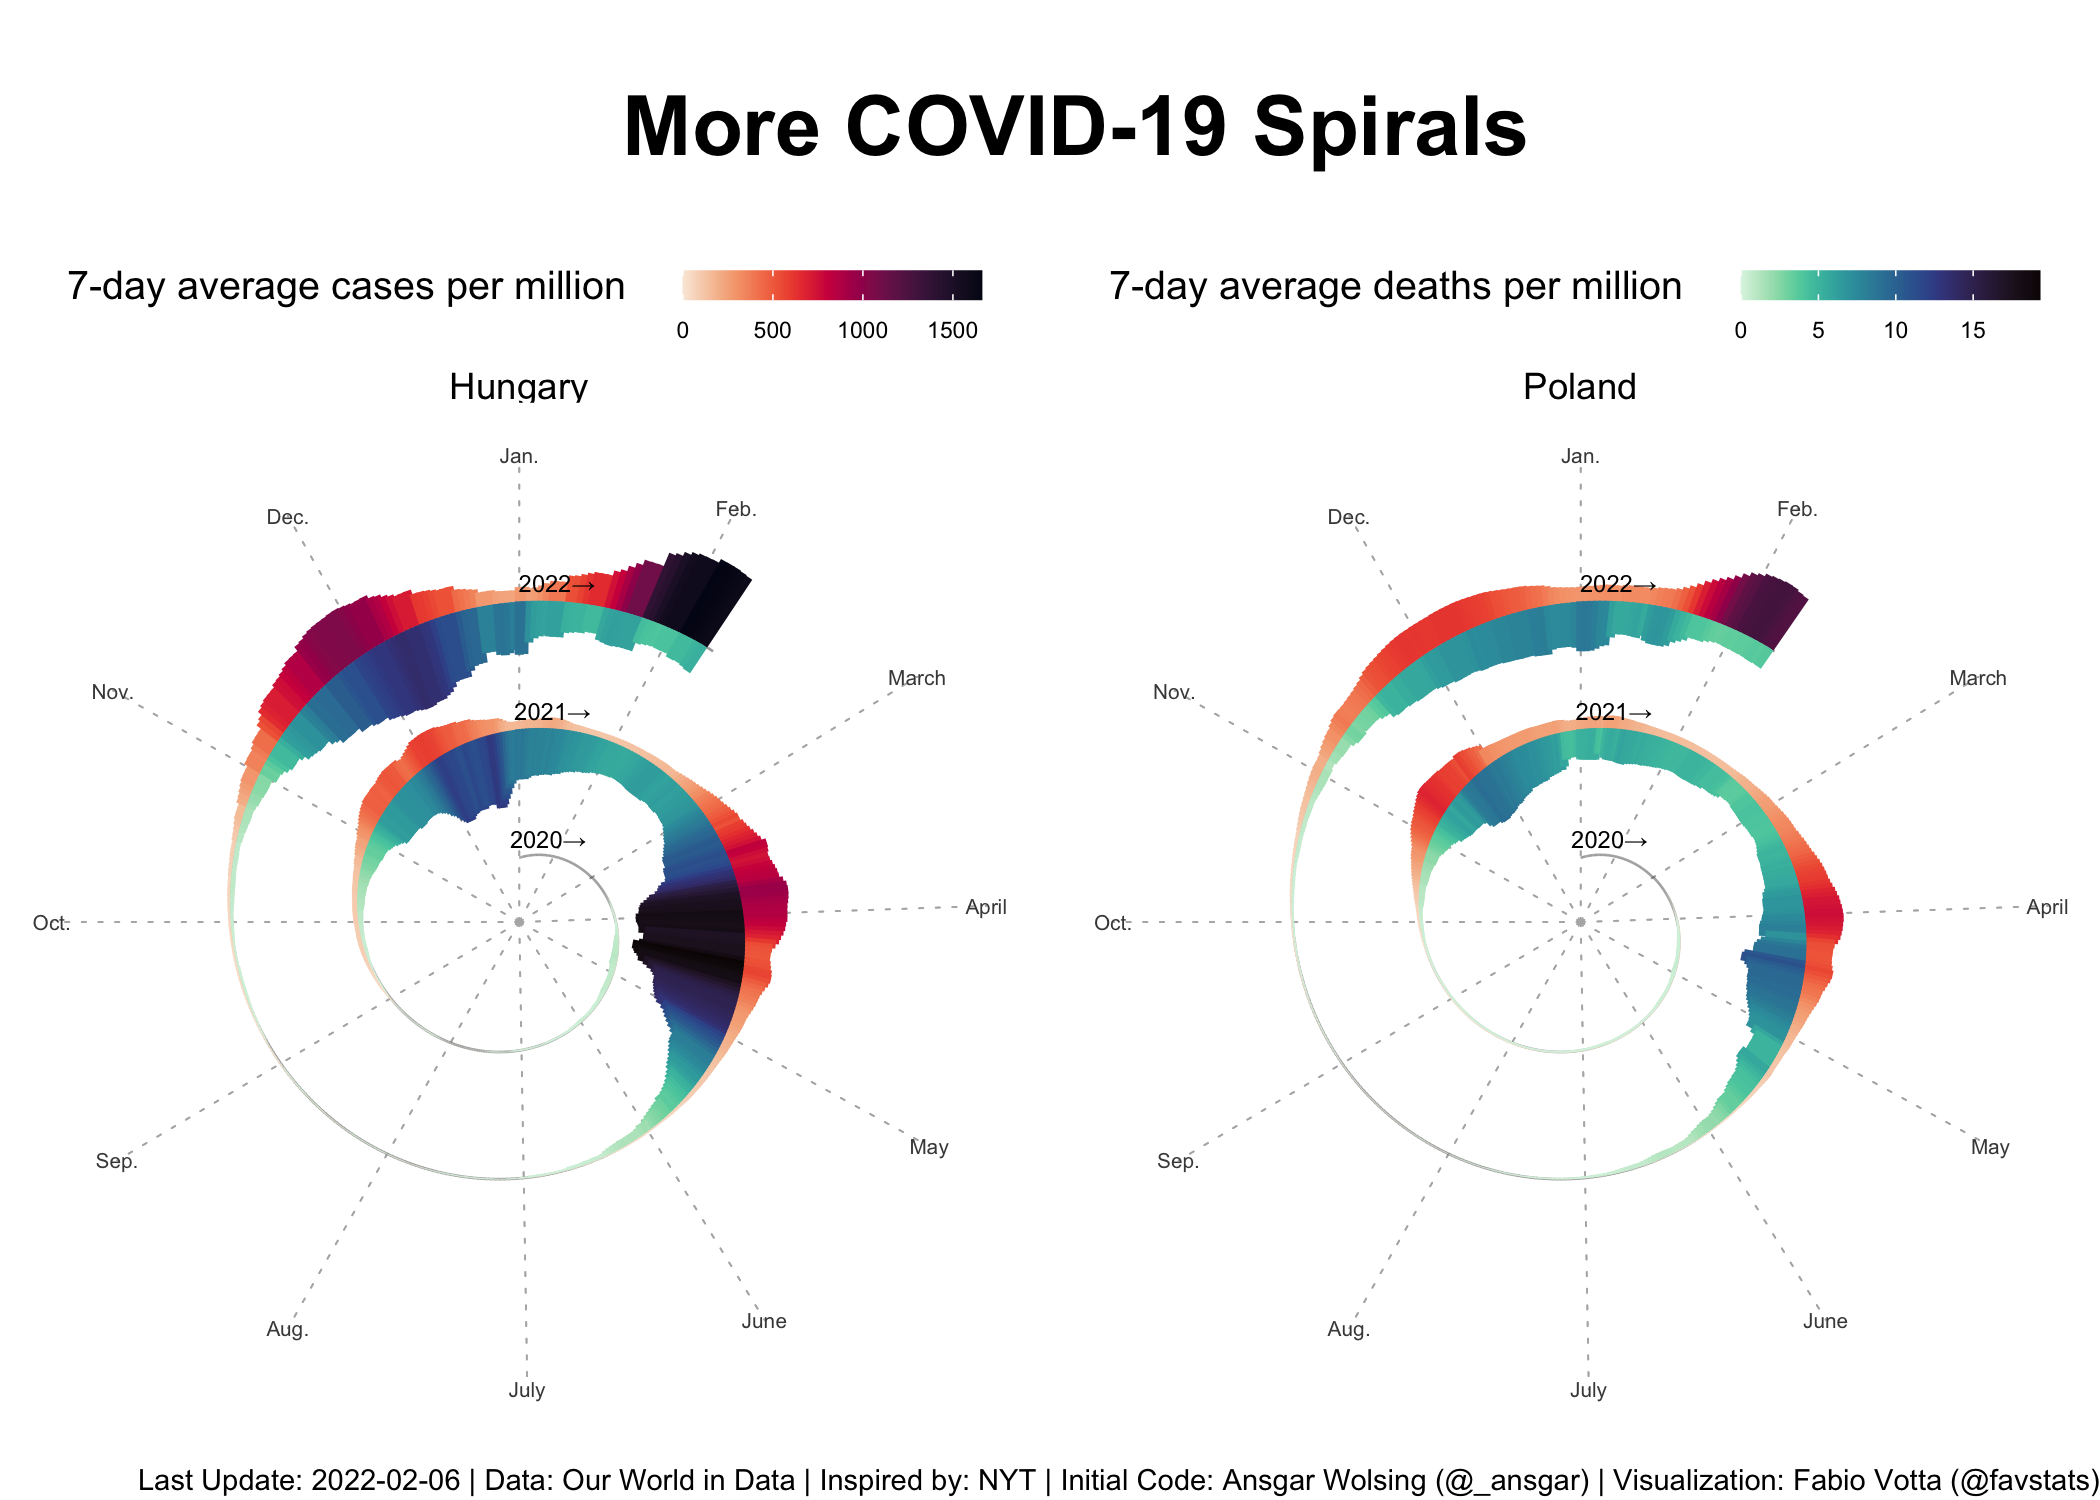 More COVID-19 Spirals
7-day average cases per million
0 500 1000 1500
7-day average deaths per million
0 5 10 15
Hungary
Jan.
Feb.
March
April
May
June
July
Aug.
Sep.
Oct.
Nov.
Dec.
2022→
2021→
2020→
Poland
Jan.
Feb.
March
April
May
June
July
Aug.
Sep.
Oct.
Nov.
Dec.
2022→
2021→
2020→
Last Update: 2022-02-06 | Data: Our World in Data | Inspired by: NYT | Initial Code: Ansgar Wolsing (@_ansgar) | Visualization: Fabio Votta (@favstats)